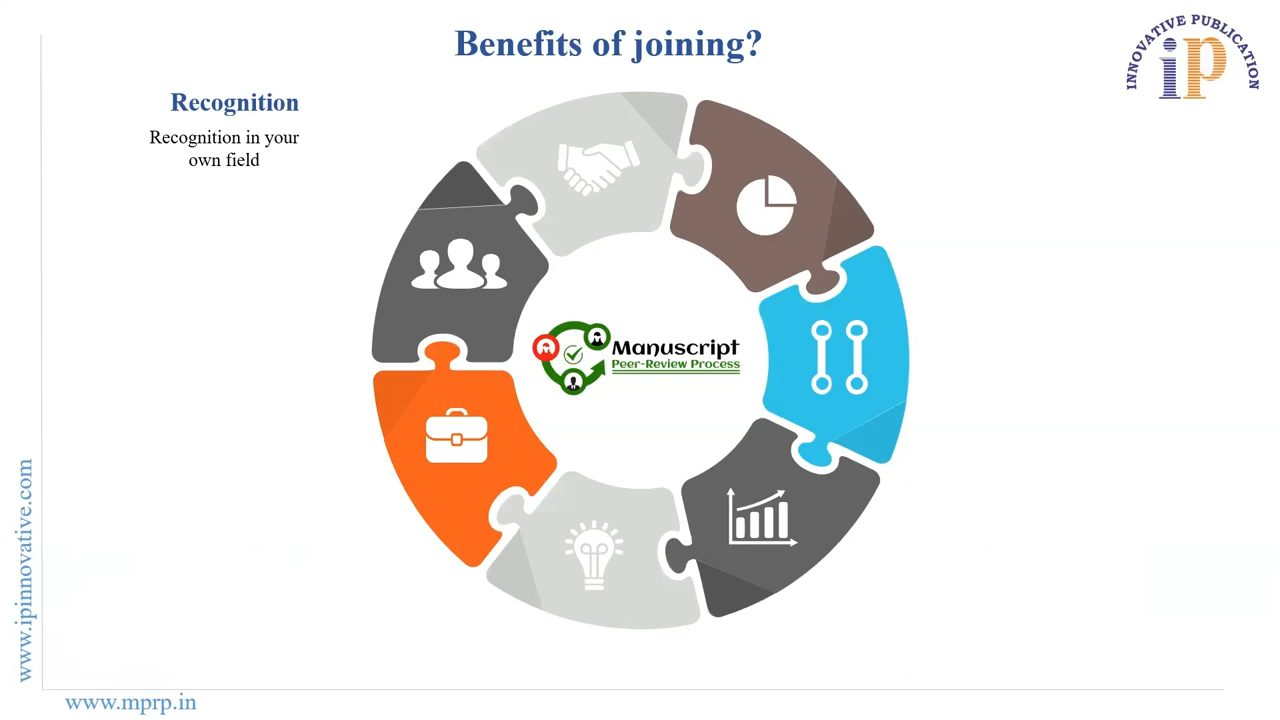 Benefits of joining?
INNOVATIVE PUBLICATION
iP
Recognition
Recognition in your
own field
Manuscript
Peer-Review Process
www.ipinnovative.com
www.mprp.in